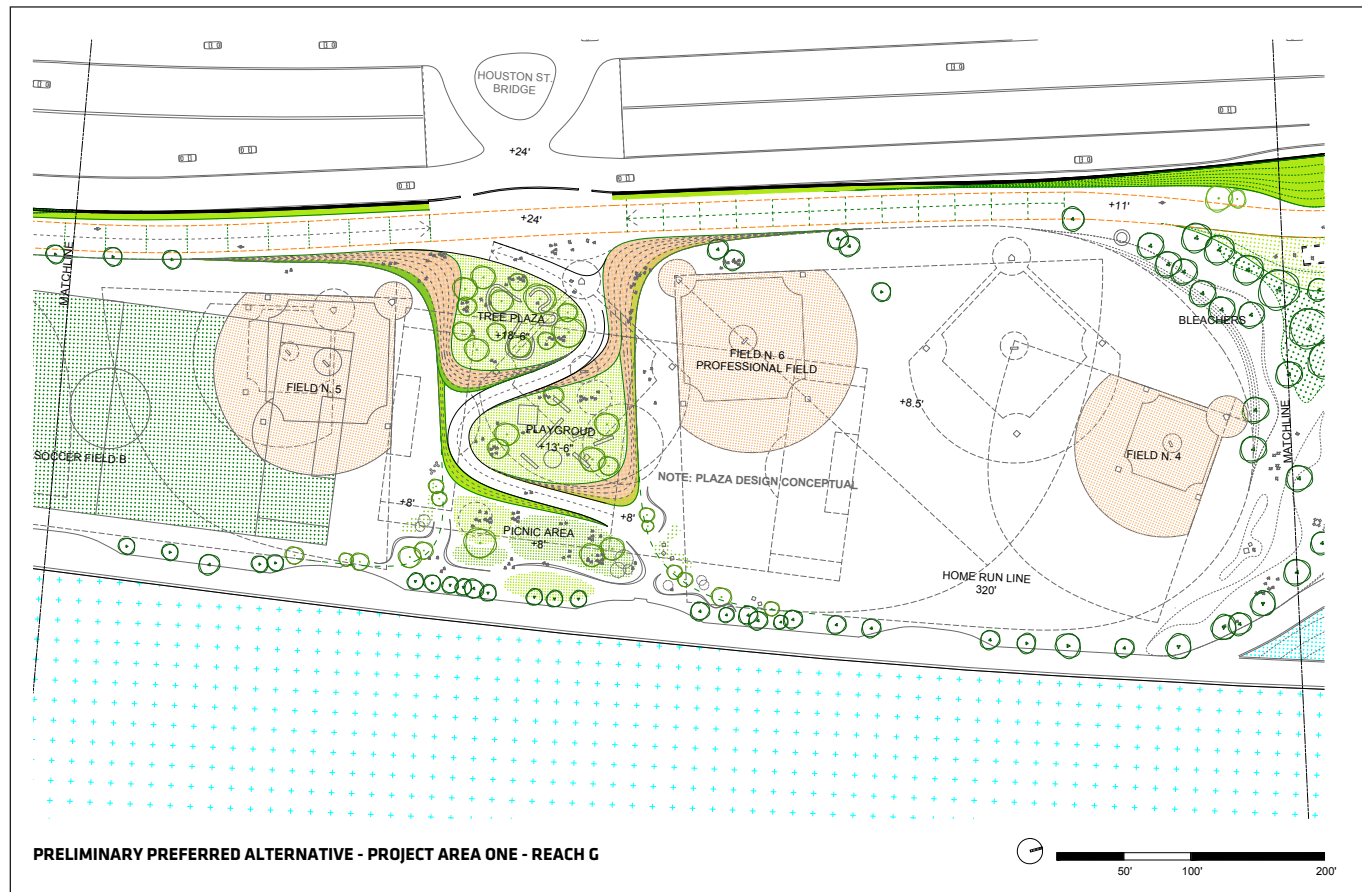 HOUSTON ST.
BRIDGE
+24'
+24'
+11'
MATCHLINE
TREE PLAZA
+18'-6"
BLEACHERS
FIELD N. 5
FIELD N. 6
PROFESSIONAL FIELD
+8.5'
MATCHLINE
PLAYGROUD
+13'-6"
SOCCER FIELD B
FIELD N. 4
NOTE: PLAZA DESIGN CONCEPTUAL
+8'
+8'
PICNIC AREA
+8'
HOME RUN LINE
320'
PRELIMINARY PREFERRED ALTERNATIVE - PROJECT AREA ONE - REACH G
50' 100' 200'